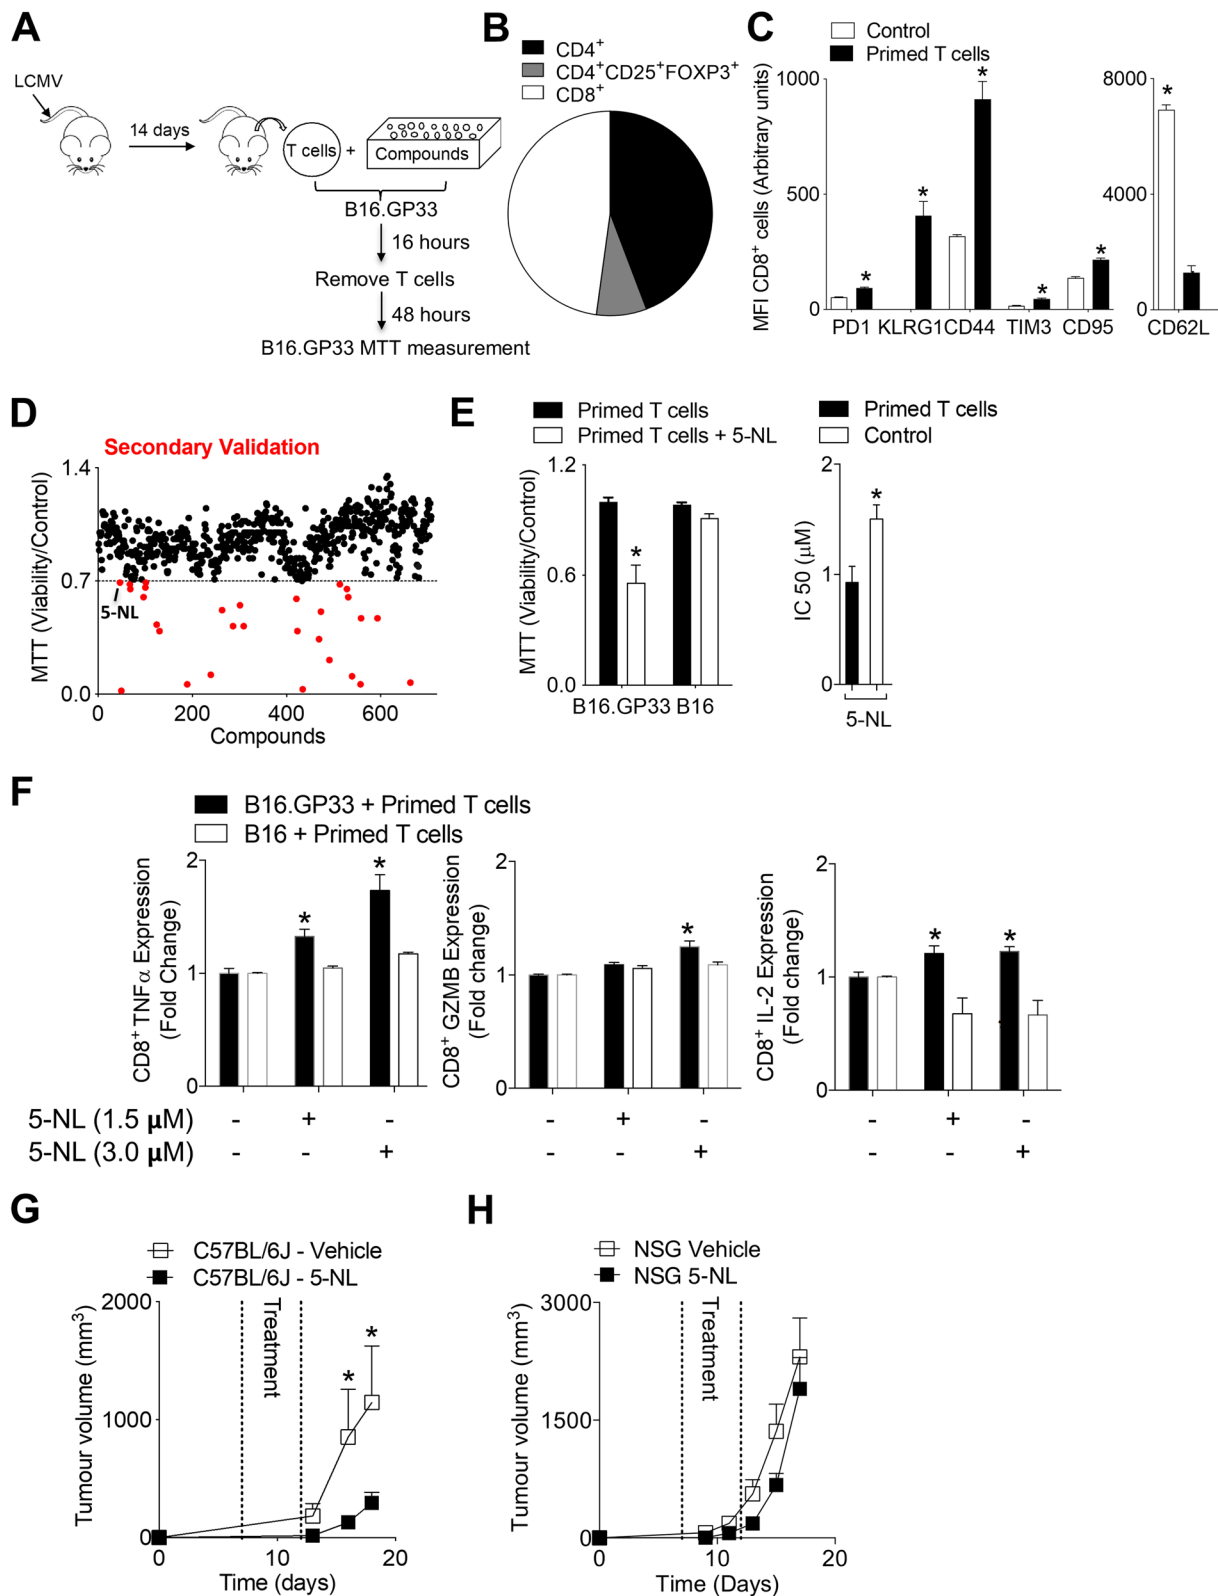 A
LCMV
14 days
T cells
+
Compounds
B16.GP33
16 hours
Remove T cells
48 hours
B16.GP33 MTT measurement
B
CD4⁺
CD4⁺CD25⁺FOXP3⁺
CD8⁺
C
Control
Primed T cells
MFI CD8⁺ cells (Arbitrary units)
1000
500
0
* * * * *
PD1 KLRG1 CD44 TIM3 CD95
8000
4000
0
*
CD62L
D
Secondary Validation
MTT (Viability/Control)
1.4
0.7
0.0
5-NL
0 200 400 600
Compounds
E
Primed T cells
Primed T cells + 5-NL
MTT (Viability/Control)
1.2
0.6
0.0
*
B16.GP33 B16
Primed T cells
Control
IC 50 (μM)
2
1
0
*
5-NL
F
B16.GP33 + Primed T cells
B16 + Primed T cells
CD8⁺ TNFα Expression
(Fold Change)
2
1
0
* *
CD8⁺ GZMB Expression
(Fold change)
2
1
0
*
CD8⁺ IL-2 Expression
(Fold change)
2
1
0
* *
5-NL (1.5 μM) - + - - + - - + -
5-NL (3.0 μM) - - + - - + - - +
G
C57BL/6J - Vehicle
C57BL/6J - 5-NL
Tumour volume (mm³)
2000
1000
0
Treatment
* *
0 10 20
Time (days)
H
NSG Vehicle
NSG 5-NL
Tumour volume (mm³)
3000
1500
0
Treatment
0 10 20
Time (Days)